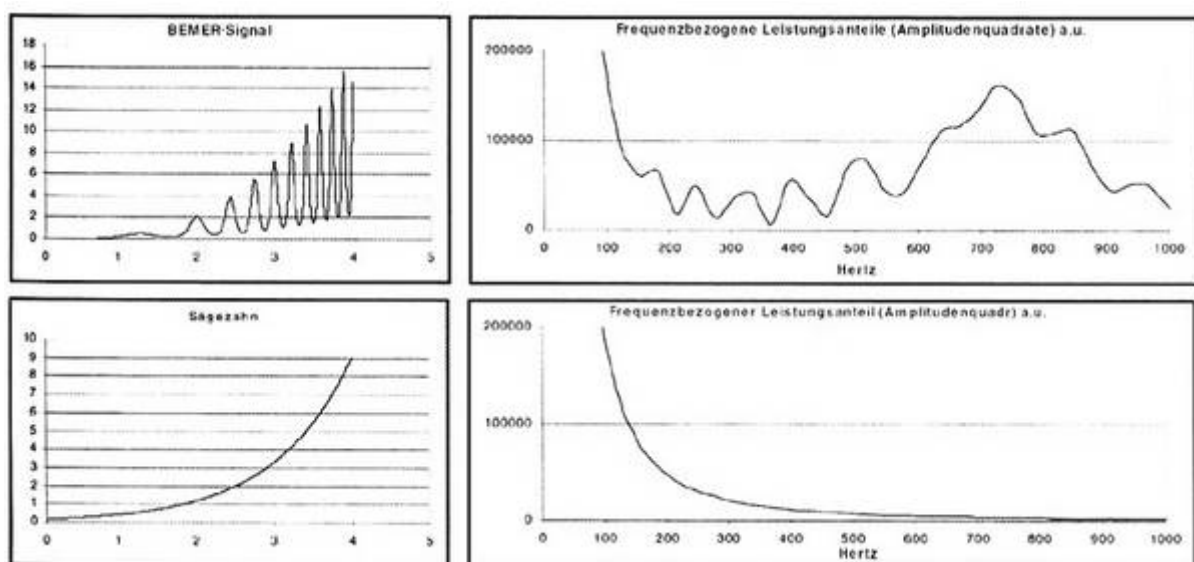 BEMER-Signal
18
16
14
12
10
8
6
4
2
0
0 1 2 3 4 5
Frequenzbezogene Leistungsanteile (Amplitudenquadrate) a.u.
200000
100000
0
0 100 200 300 400 500 600 700 800 900 1000
Hertz
Sägezahn
10
9
8
7
6
5
4
3
2
1
0
0 1 2 3 4 5
Frequenzbezogener Leistungsanteil (Amplitudenquadr) a.u.
200000
100000
0
0 100 200 300 400 500 600 700 800 900 1000
Hertz